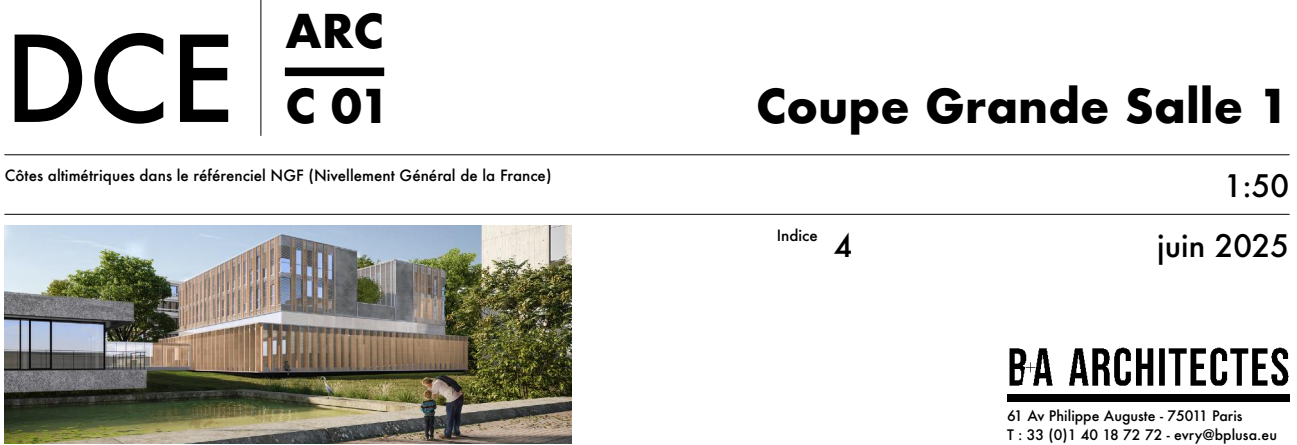 DCE
ARC
C 01
Coupe Grande Salle 1
Côtes altimétriques dans le référenciel NGF (Nivellement Général de la France)
1:50
Indice 4
juin 2025
B+A ARCHITECTES
61 Av Philippe Auguste - 75011 Paris
T : 33 (0)1 40 18 72 72 - evry@bplusa.eu